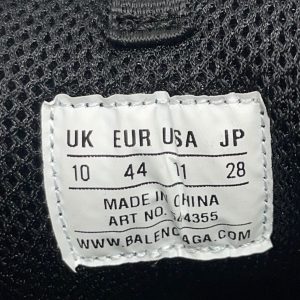 UK EUR USA JP
10 44 11 28
MADE IN CHINA
ART NO.
WWW.BALENCIAGA.COM